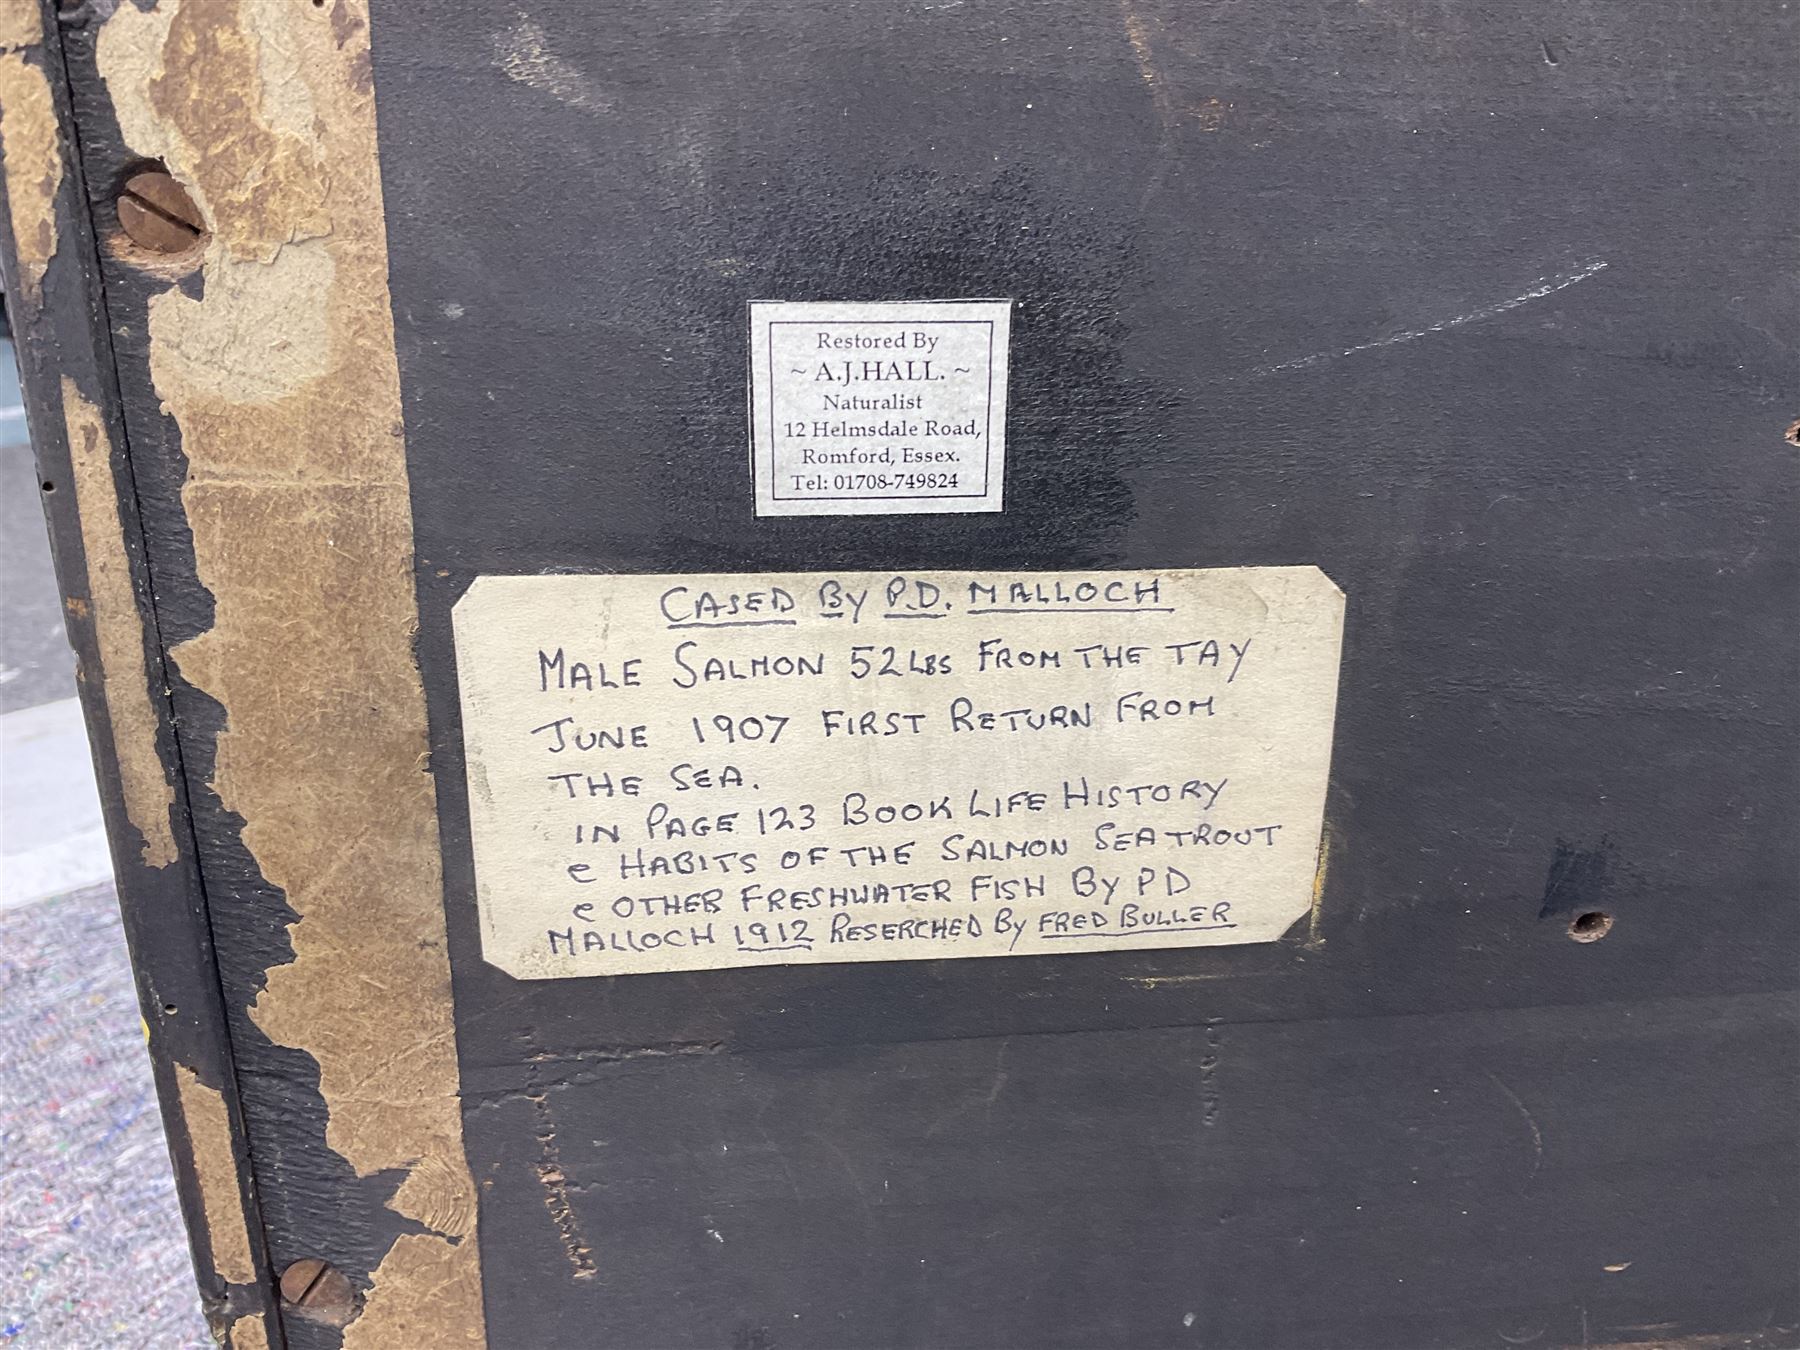 Restored By
~ A.J.HALL. ~
Naturalist
12 Helmsdale Road,
Romford, Essex.
Tel: 01708-749824
CASED BY P.D. MALLOCH
MALE SALMON 52 LBS FROM THE TAY
JUNE 1907 FIRST RETURN FROM
THE SEA.
IN PAGE 123 BOOK LIFE HISTORY
e HABITS OF THE SALMON SEA TROUT
e OTHER FRESHWATER FISH BY P D
MALLOCH 1912 RESERCHED BY FRED BULLER